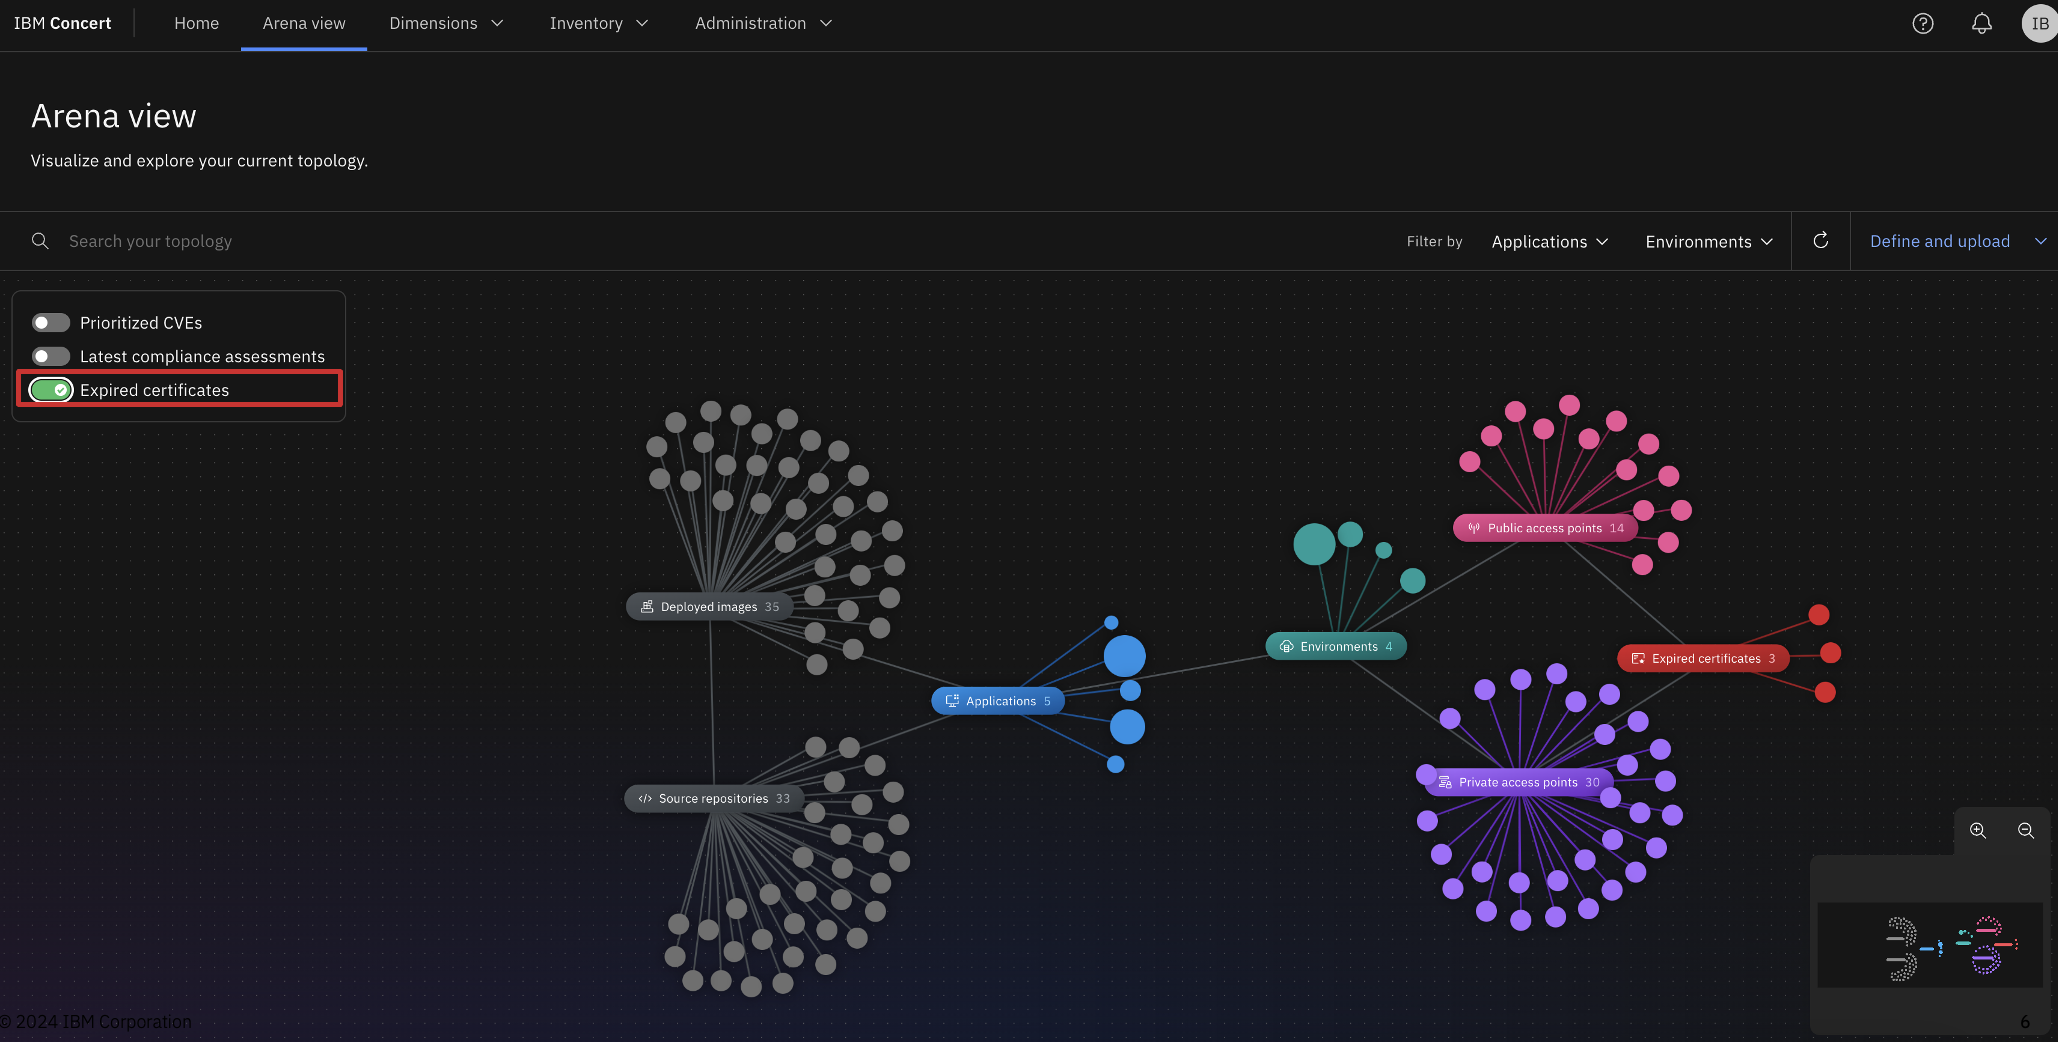 IBM Concert
Home
Arena view
Dimensions
Inventory
Administration
IB
Arena view
Visualize and explore your current topology.
Search your topology
Filter by
Applications
Environments
Define and upload
Prioritized CVEs
Latest compliance assessments
Expired certificates
Public access points 14
Deployed images 35
Environments 4
Expired certificates 3
Applications 5
Private access points 30
</> Source repositories 33
© 2024 IBM Corporation
6